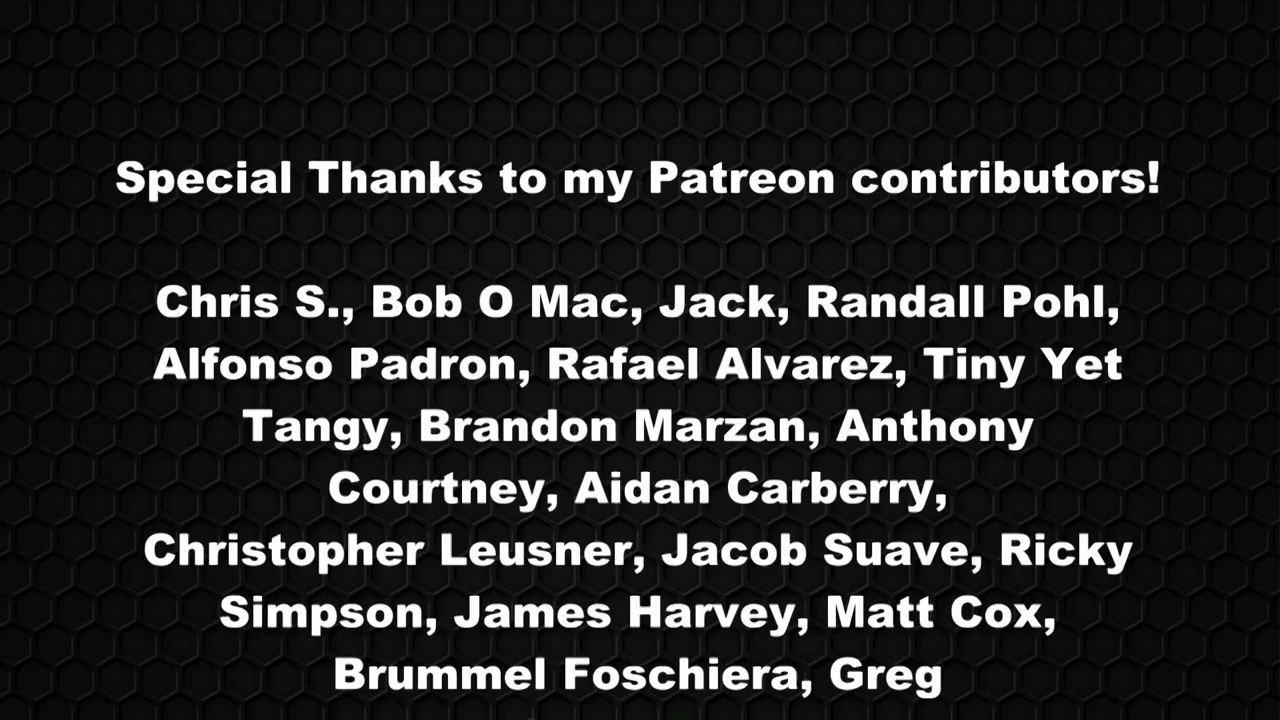 Special Thanks to my Patreon contributors!
Chris S., Bob O Mac, Jack, Randall Pohl,
Alfonso Padron, Rafael Alvarez, Tiny Yet
Tangy, Brandon Marzan, Anthony
Courtney, Aidan Carberry,
Christopher Leusner, Jacob Suave, Ricky
Simpson, James Harvey, Matt Cox,
Brummel Foschiera, Greg